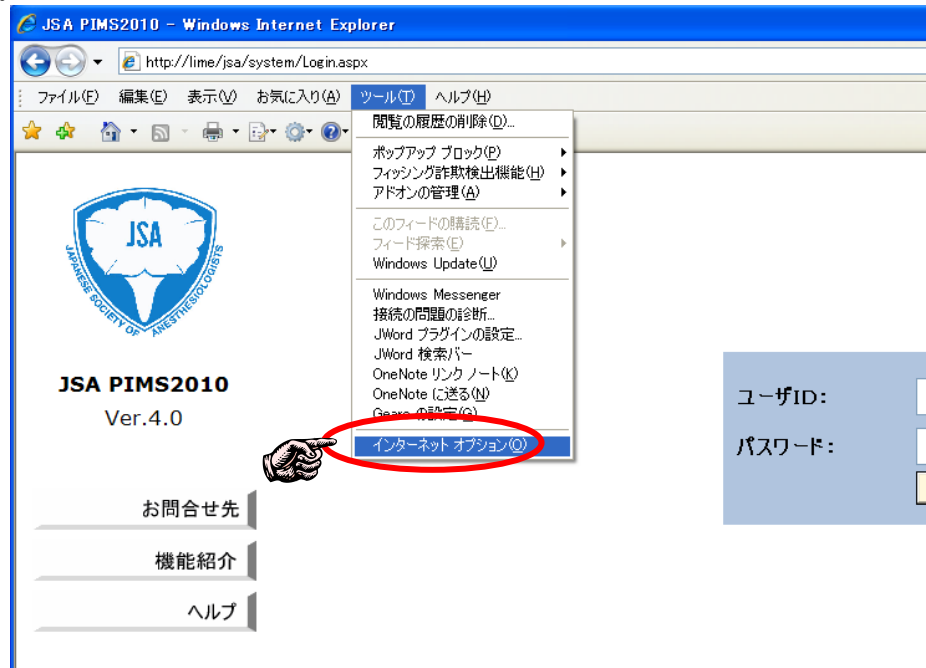 JSA PIMS2010 - Windows Internet Explorer
http://lime/jsa/system/Login.aspx
ファイル(F) 編集(E) 表示(V) お気に入り(A) ツール(T) ヘルプ(H)
閲覧の履歴の削除(D)...
ポップアップ ブロック(P)
フィッシング詐欺検出機能(H)
アドオンの管理(A)
このフィードの購読(F)...
フィード探索(E)
Windows Update(U)
Windows Messenger
接続の問題の診断...
JWord プラグインの設定...
JWord 検索バー
OneNote リンク ノート(K)
OneNote に送る(N)
Gears の設定(G)
インターネット オプション(O)
JSA
JAPANESE SOCIETY OF ANESTHESIOLOGISTS
JSA PIMS2010
Ver.4.0
お問合せ先
機能紹介
ヘルプ
ユーザID:
パスワード: